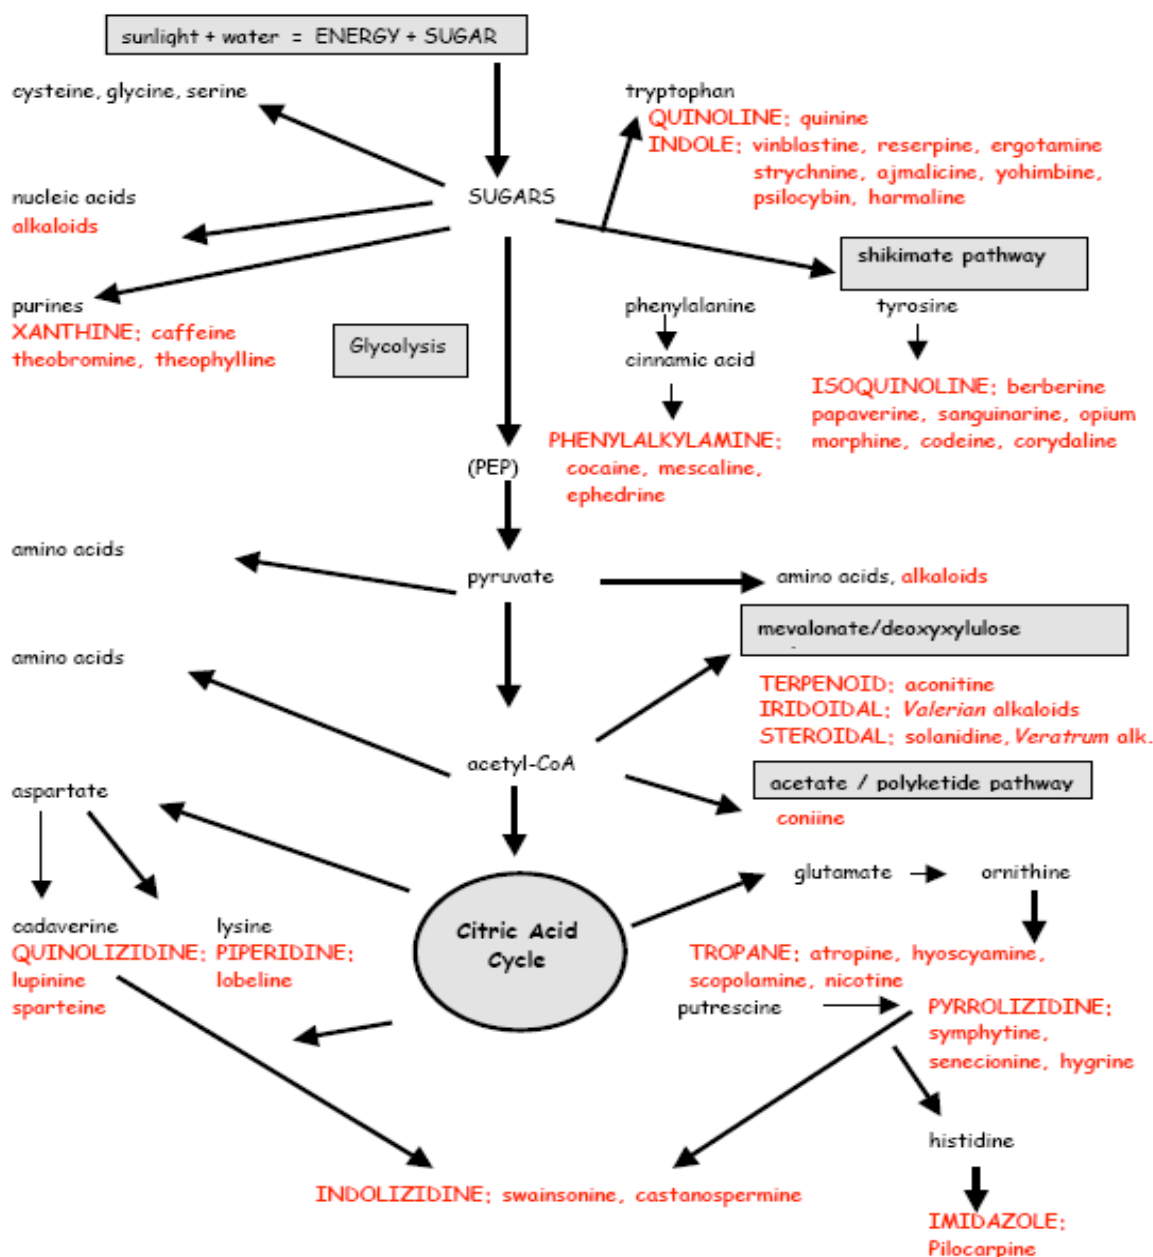 sunlight + water = ENERGY + SUGAR
cysteine, glycine, serine
tryptophan
QUINOLINE: quinine
INDOLE: vinblastine, reserpine, ergotamine
strychnine, ajmalicine, yohimbine,
psilocybin, harmaline
nucleic acids
alkaloids
SUGARS
shikimate pathway
purines
XANTHINE: caffeine
theobromine, theophylline
Glycolysis
phenylalanine
cinnamic acid
PHENYLALKYLAMINE:
cocaine, mescaline,
ephedrine
tyrosine
ISOQUINOLINE: berberine
papaverine, sanguinarine, opium
morphine, codeine, corydaline
(PEP)
amino acids
pyruvate
amino acids, alkaloids
mevalonate/deoxyxylulose
amino acids
TERPENOID: aconitine
IRIDOIDAL: Valerian alkaloids
STEROIDAL: solanidine, Veratrum alk.
acetyl-CoA
acetate / polyketide pathway
coniine
aspartate
glutamate
ornithine
cadaverine
QUINOLIZIDINE:
lupinine
sparteine
lysine
PIPERIDINE:
lobeline
Citric Acid
Cycle
TROPANE: atropine, hyoscyamine,
scopolamine, nicotine
putrescine
PYRROLIZIDINE:
symphytine,
senecionine, hygrine
histidine
INDOLIZIDINE: swainsonine, castanospermine
IMIDAZOLE:
Pilocarpine